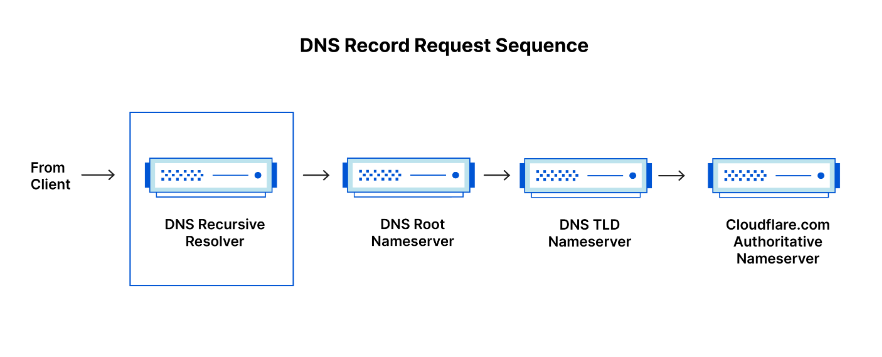 DNS Record Request Sequence
From
Client
DNS Recursive
Resolver
DNS Root
Nameserver
DNS TLD
Nameserver
Cloudflare.com
Authoritative
Nameserver